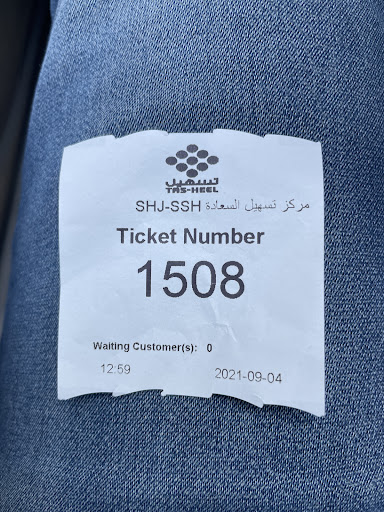 تسهيل
TAS-HEEL
مركز تسهيل السعادة SHJ-SSH
Ticket Number
1508
Waiting Customer(s): 0
12:59 2021-09-04